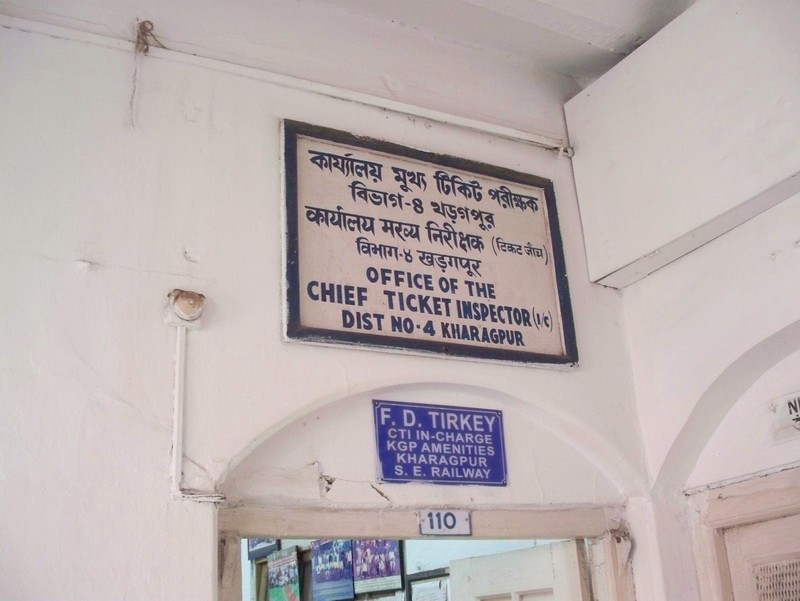 কার্য্যালয় মুখ্য টিকিট পরীক্ষক
বিভাগ-৪ খড়গপুর
कार्यालय मुख्य निरीक्षक (टिकट जाँच)
विभाग-४ खड़गपूर
OFFICE OF THE
CHIEF TICKET INSPECTOR (I/C)
DIST NO-4 KHARAGPUR
F. D. TIRKEY
CTI IN-CHARGE
KGP AMENITIES
KHARAGPUR
S. E. RAILWAY
110